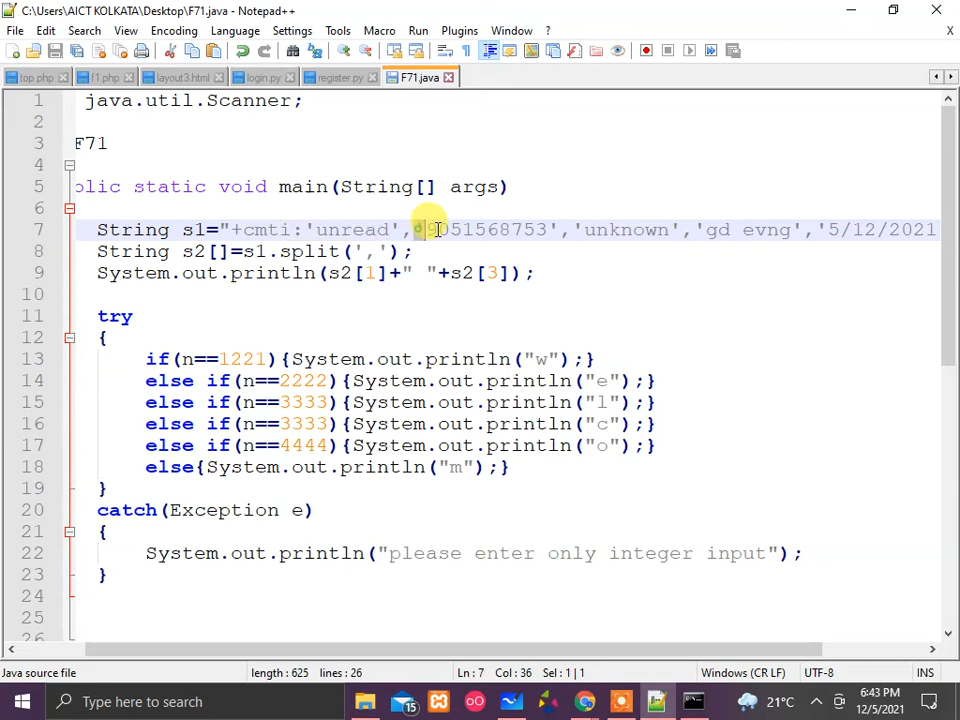 C:\Users\AICT KOLKATA\Desktop\F71.java - Notepad++
File Edit Search View Encoding Language Settings Tools Macro Run Plugins Window ? X
top php f1.php layout3.html login.py register.py F71.java
1 java.util.Scanner;
2
3 F71
4
5 olic static void main(String[] args)
6
7 String s1="+cmti:'unread','9051568753','unknown','gd evng','5/12/2021
8 String s2[]=s1.split(',');
9 System.out.println(s2[1]+" "+s2[3]);
10
11 try
12 {
13 if(n==1221){System.out.println("w");}
14 else if(n==2222){System.out.println("e");}
15 else if(n==3333){System.out.println("l");}
16 else if(n==3333){System.out.println("c");}
17 else if(n==4444){System.out.println("o");}
18 else{System.out.println("m");}
19 }
20 catch(Exception e)
21 {
22 System.out.println("please enter only integer input");
23 }
24
25
26
Java source file length : 625 lines : 26 Ln : 7 Col : 36 Sel : 1 | 1 Windows (CR LF) UTF-8 INS
Type here to search 15 21°C 6:43 PM
12/5/2021